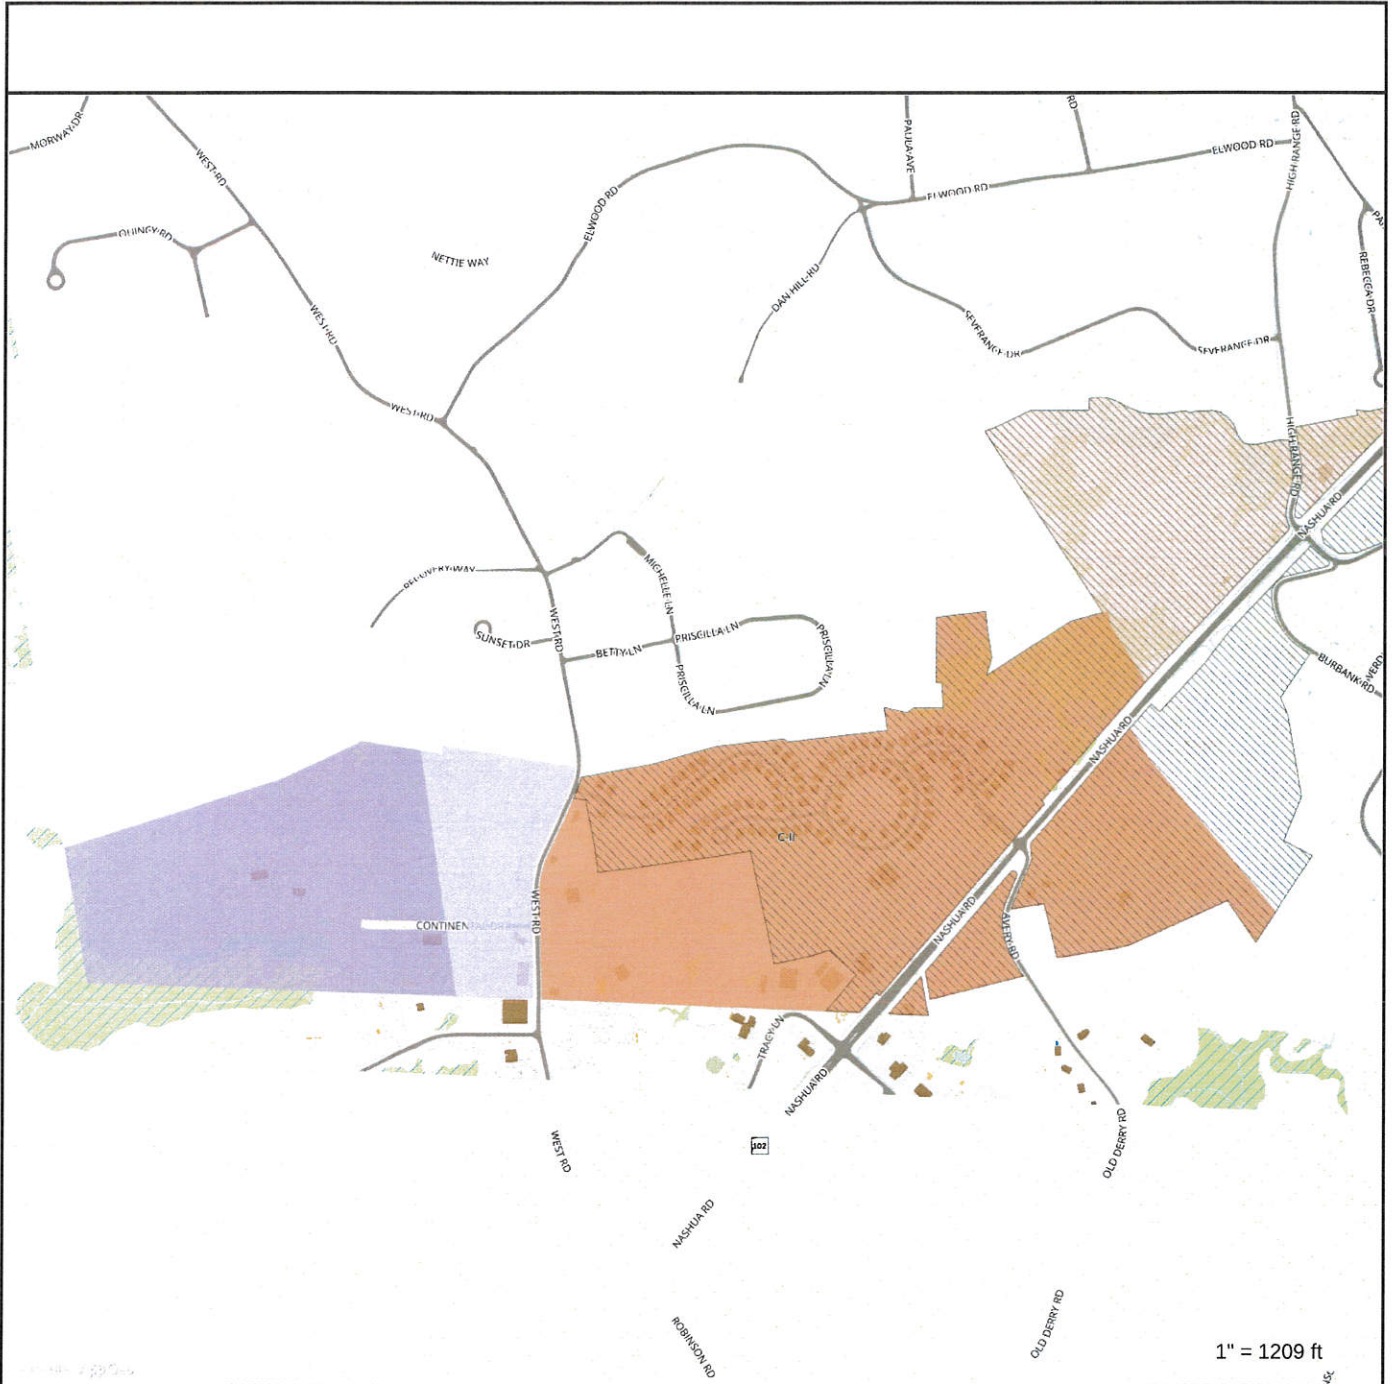 MORWAY DR
WEST RD
PAULA AVE
RD
ELWOOD RD
HIGH RANGE RD
QUINCY RD
NETTIE WAY
ELWOOD RD
ELWOOD RD
DAN HILL RD
REBECCA DR
WEST RD
SEVERANCE DR
SEVERANCE DR
WEST RD
HIGH RANGE RD
NASHUA RD
MICHELLE LN
WEST RD
SUNSET DR
BETTY LN
PRISCILLA LN
PRISCILLA LN
PRISCILLA LN
BURBANK RD
NASHUA RD
C-II
WEST RD
CONTINENTAL DR
NASHUA RD
AVERY RD
TRACY LN
NASHUA RD
102
WEST RD
OLD DERRY RD
NASHUA RD
ROBINSON RD
OLD DERRY RD
1" = 1209 ft